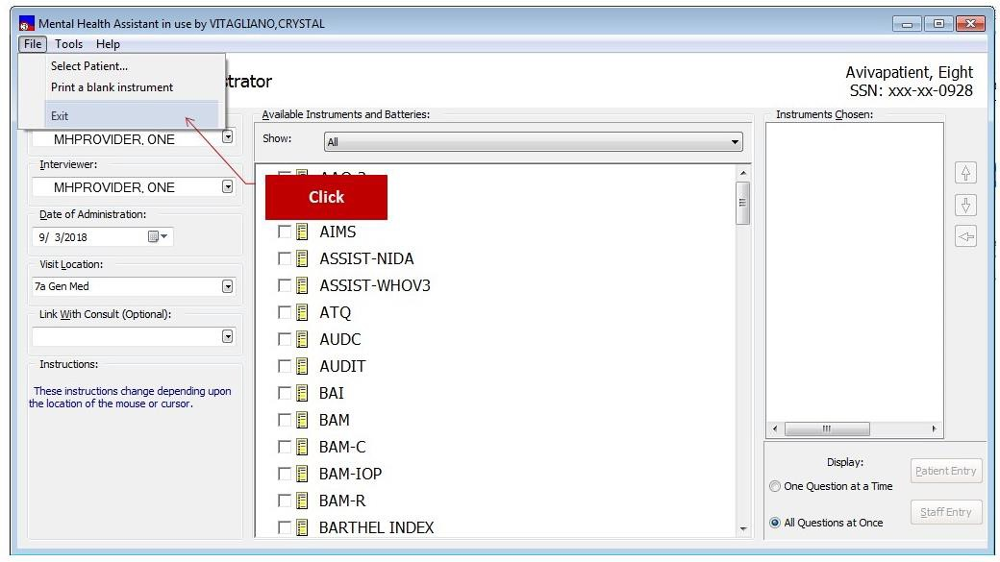 Mental Health Assistant in use by VITAGLIANO,CRYSTAL
File Tools Help
Select Patient...
Print a blank instrument
Exit
strator
Avivapatient, Eight
SSN: xxx-xx-0928
MHPROVIDER, ONE
Interviewer:
MHPROVIDER, ONE
Date of Administration:
9/ 3/2018
Visit Location:
7a Gen Med
Link With Consult (Optional):
Instructions:
These instructions change depending upon
the location of the mouse or cursor.
Available Instruments and Batteries:
Show: All
Click
AIMS
ASSIST-NIDA
ASSIST-WHOV3
ATQ
AUDC
AUDIT
BAI
BAM
BAM-C
BAM-IOP
BAM-R
BARTHEL INDEX
Instruments Chosen:
Display:
One Question at a Time
All Questions at Once
Patient Entry
Staff Entry